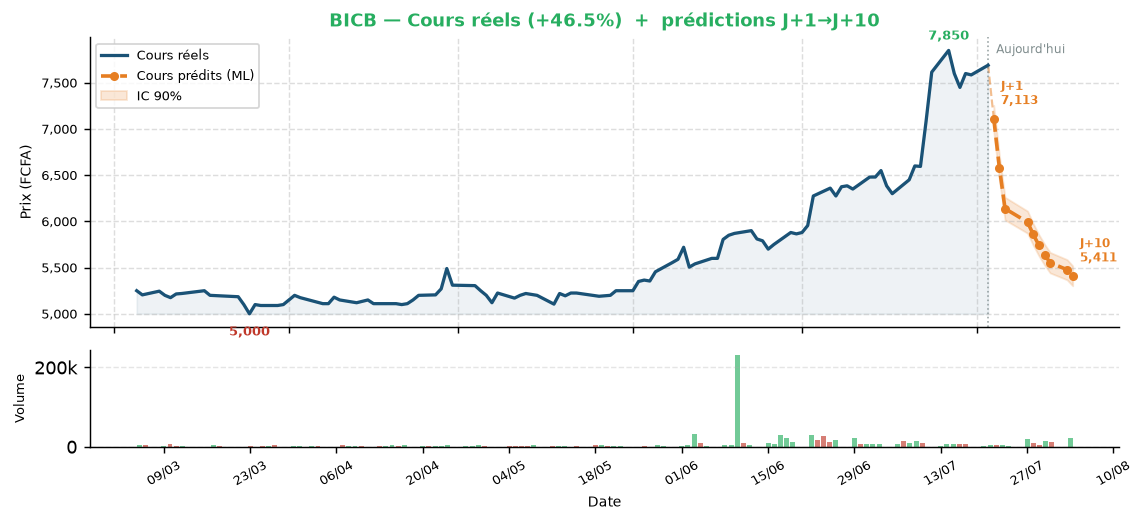 BICB — Cours réels (+46.5%)  +  prédictions J+1→J+10
7,850
Aujourd'hui
Cours réels
Cours prédits (ML)
IC 90%
J+1
7,113
J+10
5,411
5,000
Prix (FCFA)
7,500
7,000
6,500
6,000
5,500
5,000
Volume
200k
0
09/03
23/03
06/04
20/04
04/05
18/05
01/06
15/06
29/06
13/07
27/07
10/08
Date